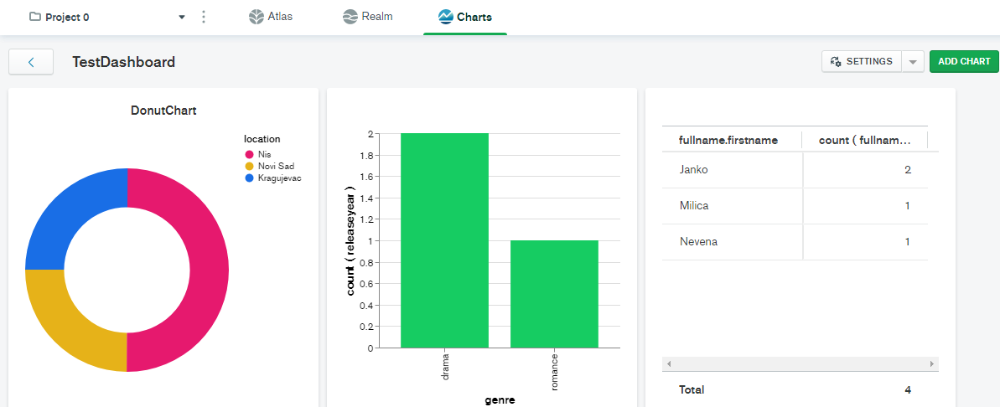 Project 0
Atlas
Realm
Charts
TestDashboard
SETTINGS
ADD CHART
DonutChart
location
Nis
Novi Sad
Kragujevac
count ( releaseyear )
2
1.8
1.6
1.4
1.2
1
0.8
0.6
0.4
0.2
0
drama
romance
genre
fullname.firstname count ( fullnam...
Janko 2
Milica 1
Nevena 1
Total 4